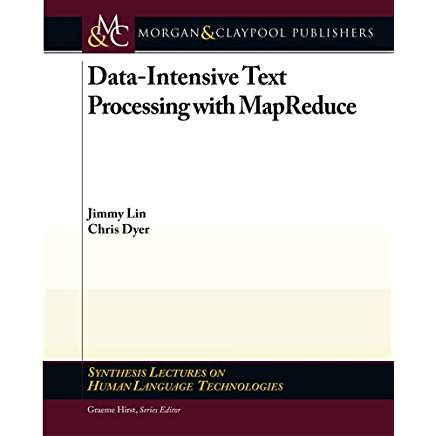 M
&C
MORGAN&CLAYPOOL PUBLISHERS
Data-Intensive Text
Processing with MapReduce
Jimmy Lin
Chris Dyer
SYNTHESIS LECTURES ON
HUMAN LANGUAGE TECHNOLOGIES
Graeme Hirst, Series Editor